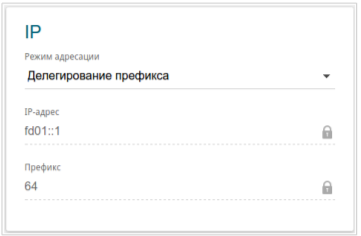 IP
Режим адресации
Делегирование префикса
IP-адрес
fd01::1
Префикс
64